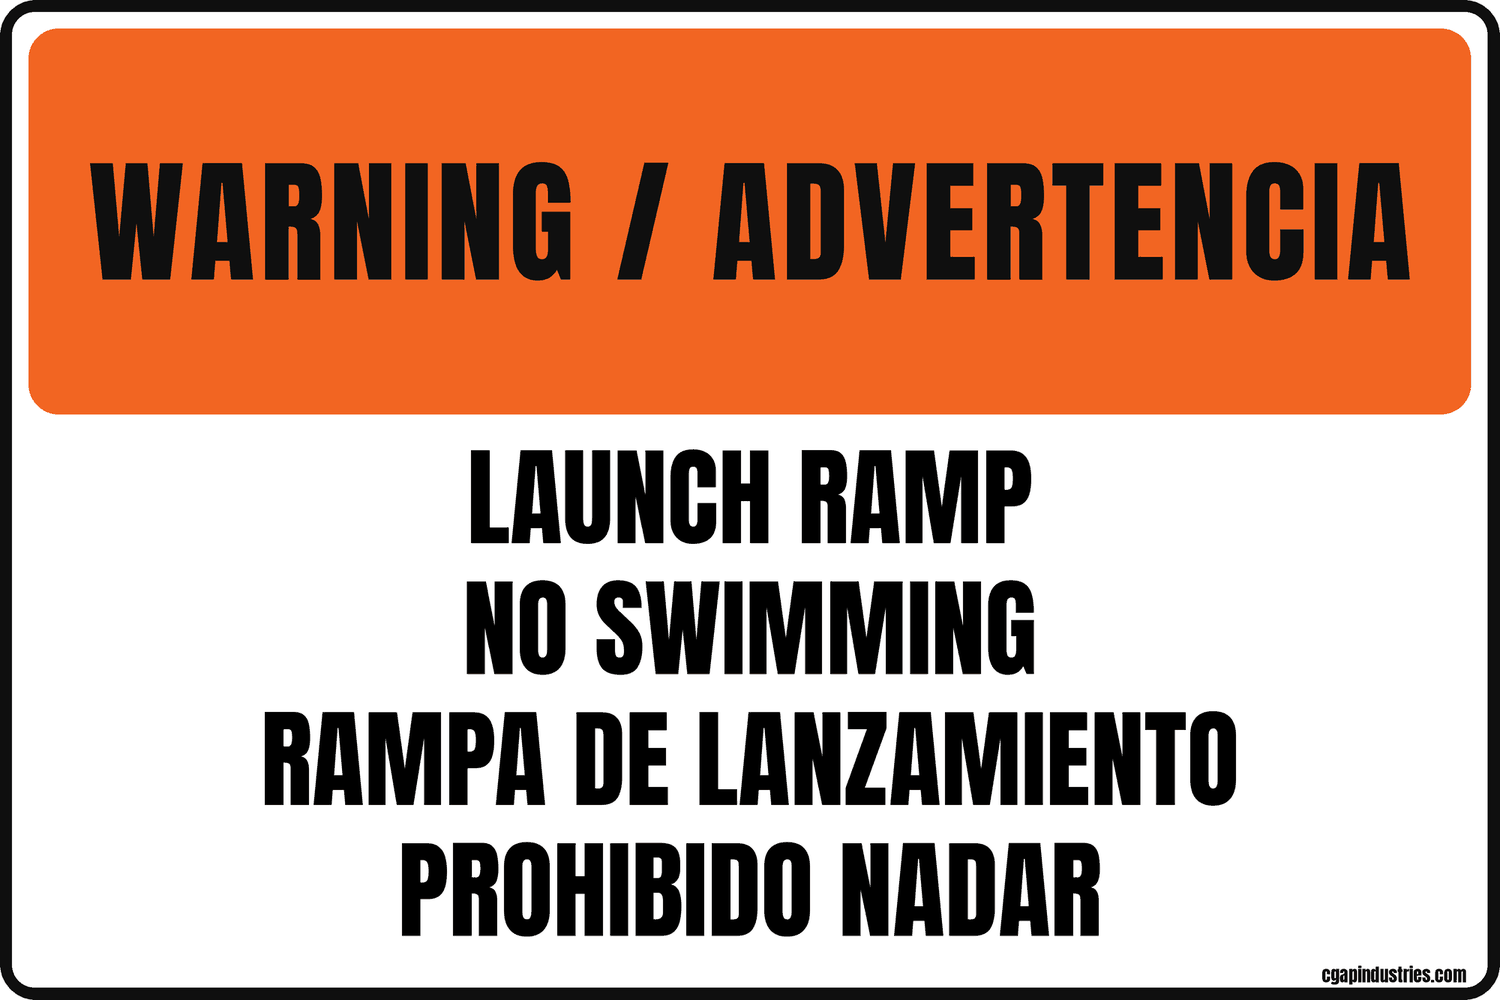 WARNING / ADVERTENCIA
LAUNCH RAMP
NO SWIMMING
RAMPA DE LANZAMIENTO
PROHIBIDO NADAR
cgapindustries.com